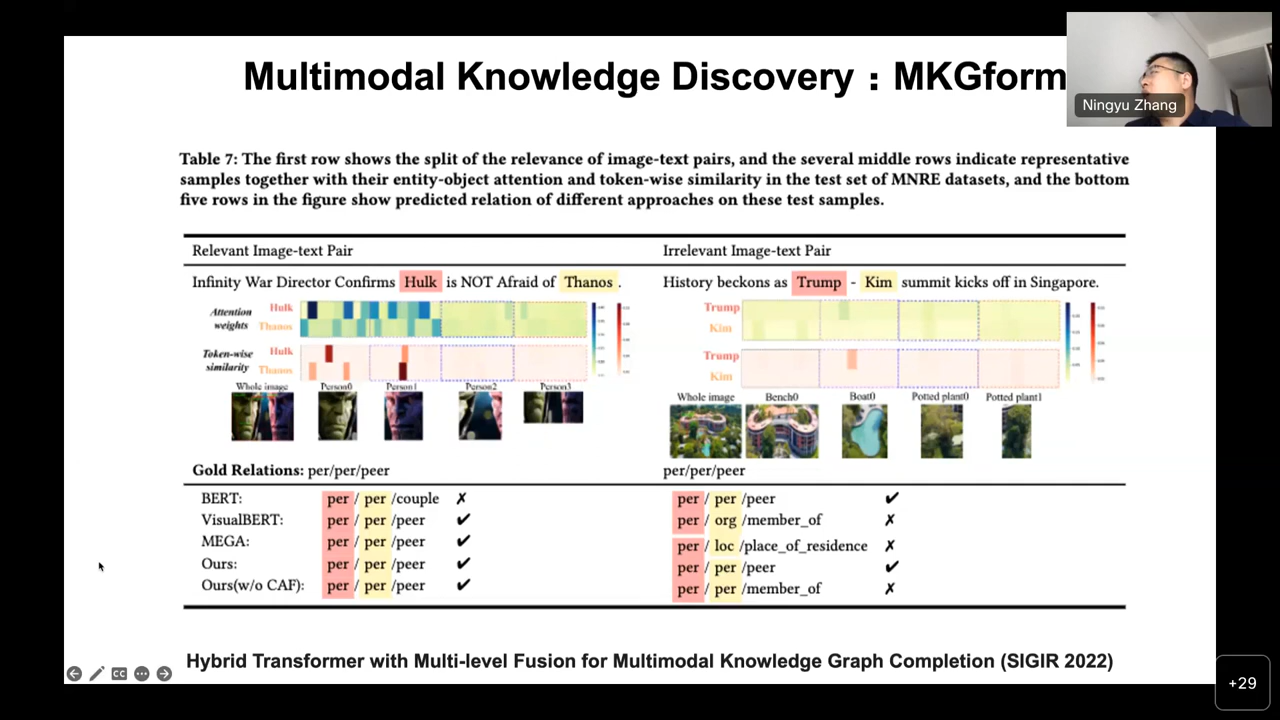 Multimodal Knowledge Discovery：MKGform
Ningyu Zhang
Table 7: The first row shows the split of the relevance of image-text pairs, and the several middle rows indicate representative
samples together with their entity-object attention and token-wise similarity in the test set of MNRE datasets, and the bottom
five rows in the figure show predicted relation of different approaches on these test samples.
Relevant Image-text Pair
Irrelevant Image-text Pair
Infinity War Director Confirms Hulk is NOT Afraid of Thanos .
History beckons as Trump - Kim summit kicks off in Singapore.
Attention weights
Hulk
Thanos
Trump
Kim
Token-wise similarity
Hulk
Thanos
Trump
Kim
Whole image Person0 Person1 Person2 Person3
Whole image Bench0 Boat0 Potted plant0 Potted plant1
Gold Relations: per/per/peer
per/per/peer
BERT: per / per /couple ✗ per / per /peer ✔
VisualBERT: per / per /peer ✔ per / org /member_of ✗
MEGA: per / per /peer ✔ per / loc /place_of_residence ✗
Ours: per / per /peer ✔ per / per /peer ✔
Ours(w/o CAF): per / per /peer ✔ per / per /member_of ✗
Hybrid Transformer with Multi-level Fusion for Multimodal Knowledge Graph Completion (SIGIR 2022)
CC
+29